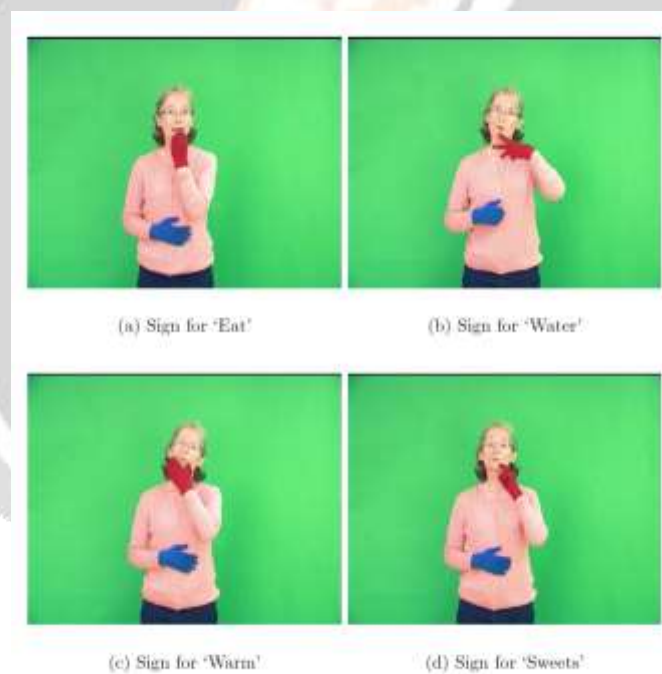 (a) Sign for ‘Eat’
(b) Sign for ‘Water’
(c) Sign for ‘Warm’
(d) Sign for ‘Sweets’